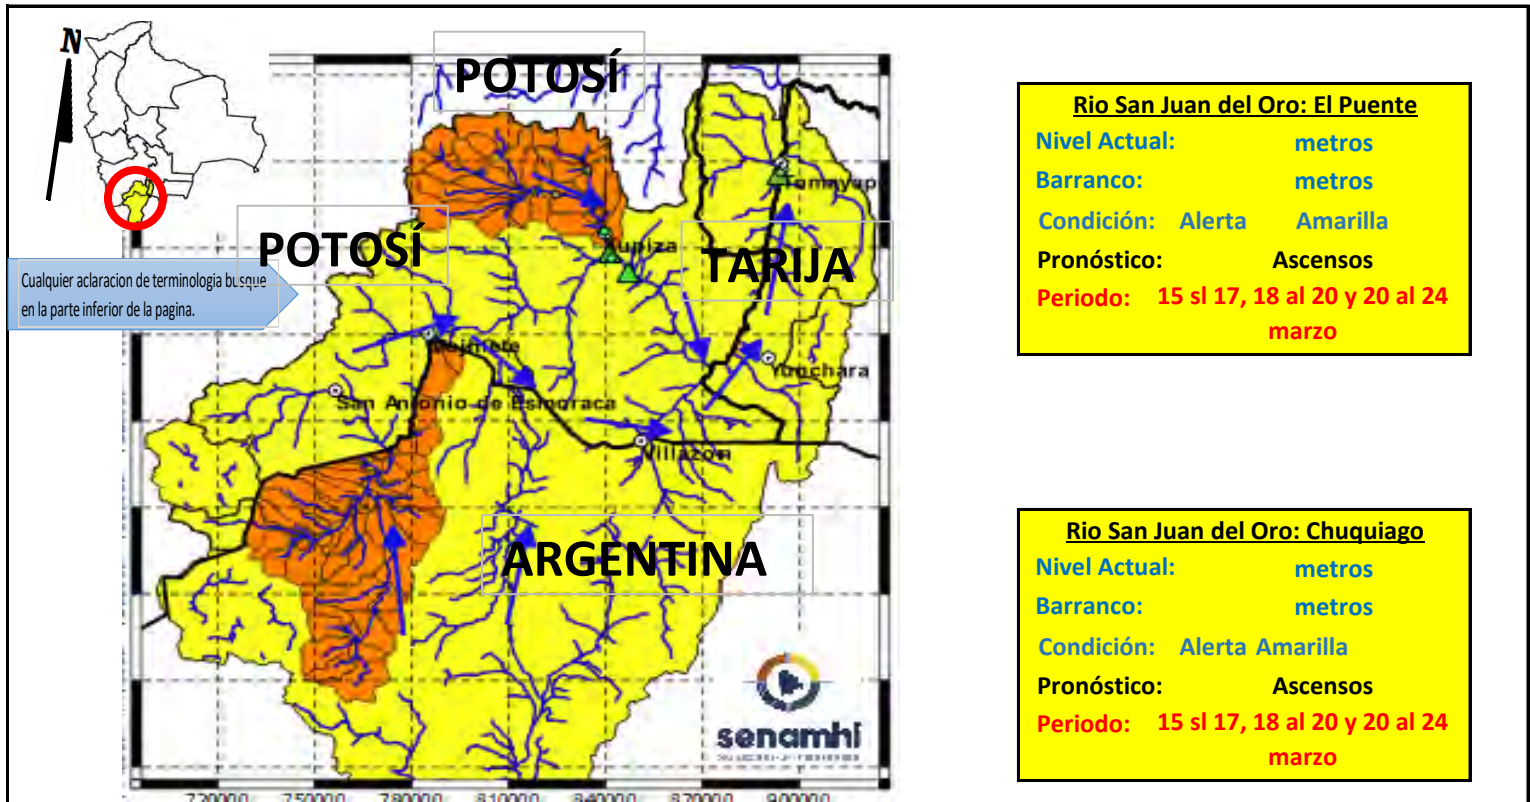 N
POTOSÍ
POTOSÍ
TARIJA
ARGENTINA
Cualquier aclaracion de terminologia busque
en la parte inferior de la pagina.
Tomayap
Tupiza
Mojinete
Yunchara
San Antonio de Esmoraca
Villazon
senamhi
720000 750000 780000 810000 840000 870000 900000
Rio San Juan del Oro: El Puente
Nivel Actual: metros
Barranco: metros
Condición: Alerta Amarilla
Pronóstico: Ascensos
Periodo: 15 sl 17, 18 al 20 y 20 al 24
marzo
Rio San Juan del Oro: Chuquiago
Nivel Actual: metros
Barranco: metros
Condición: Alerta Amarilla
Pronóstico: Ascensos
Periodo: 15 sl 17, 18 al 20 y 20 al 24
marzo